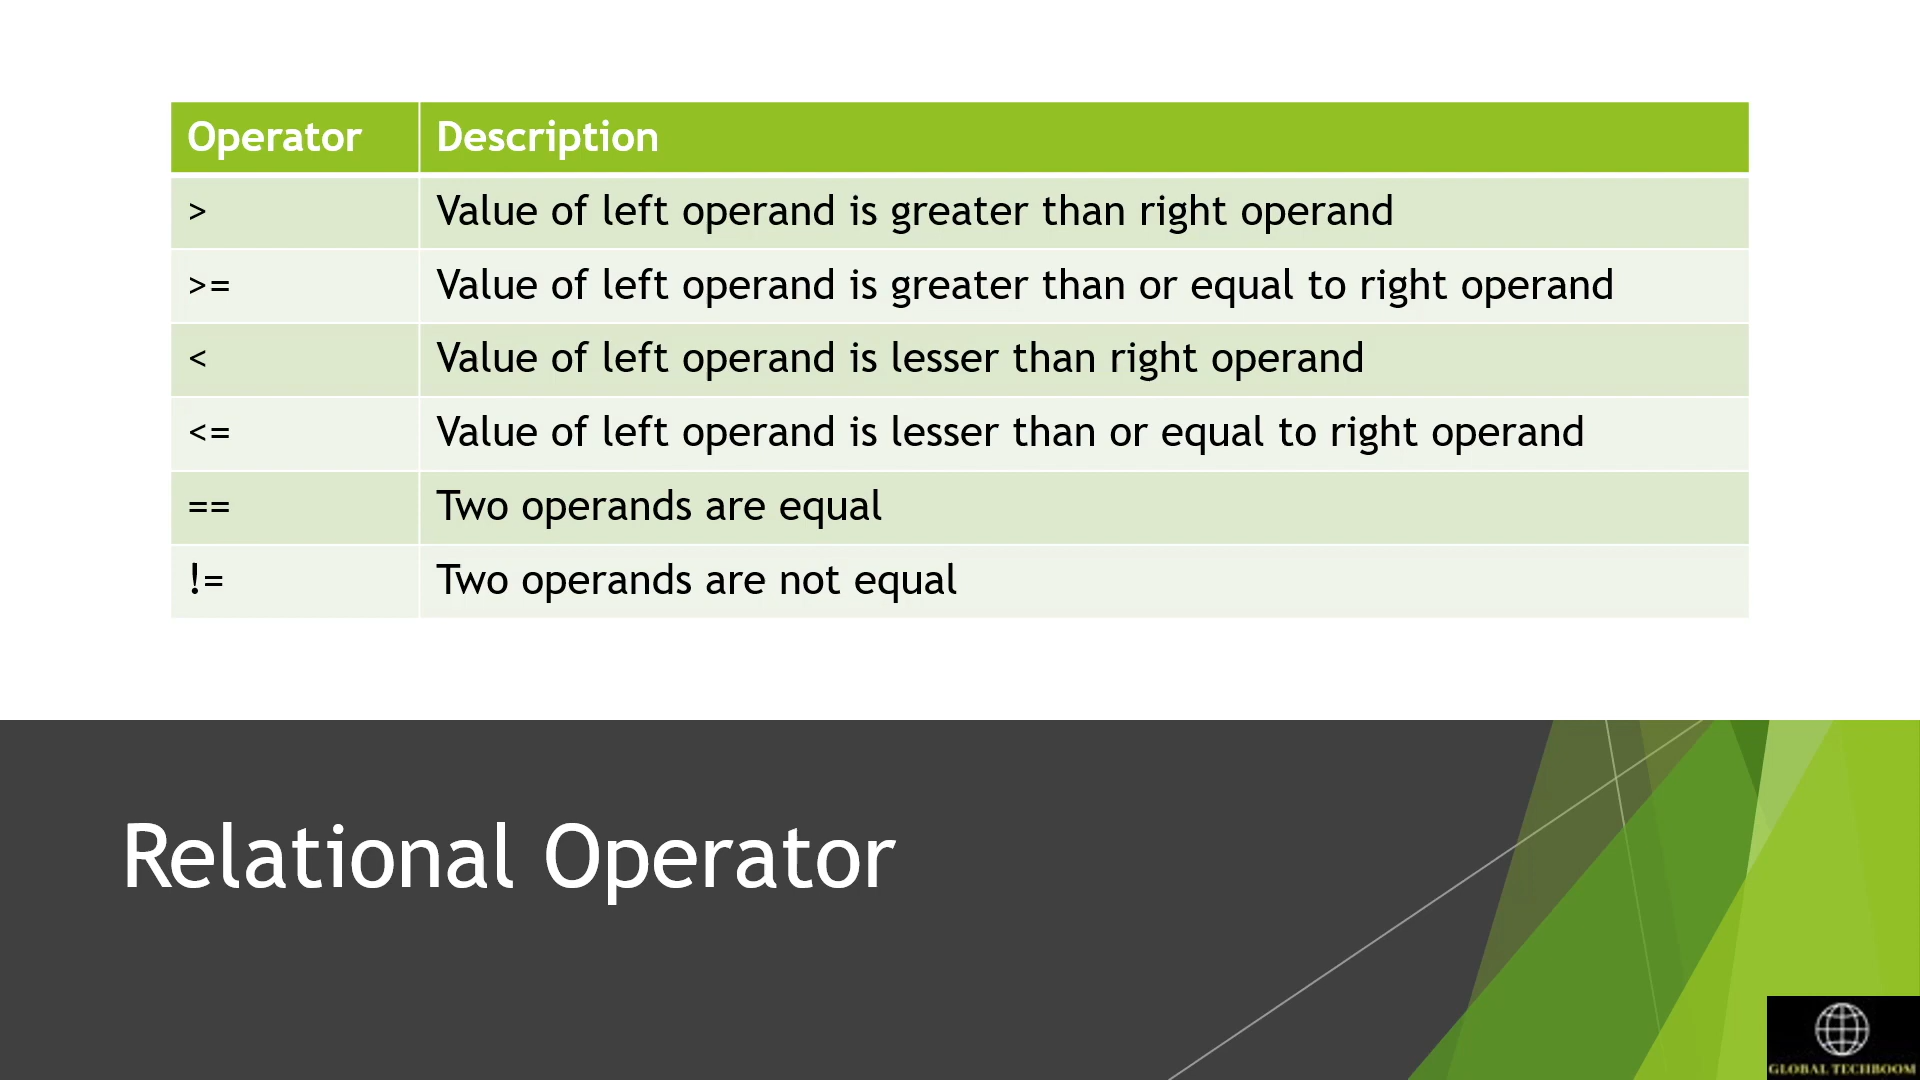 Operator Description
> Value of left operand is greater than right operand
>= Value of left operand is greater than or equal to right operand
< Value of left operand is lesser than right operand
<= Value of left operand is lesser than or equal to right operand
== Two operands are equal
!= Two operands are not equal
Relational Operator
GLOBAL TECHBOOM